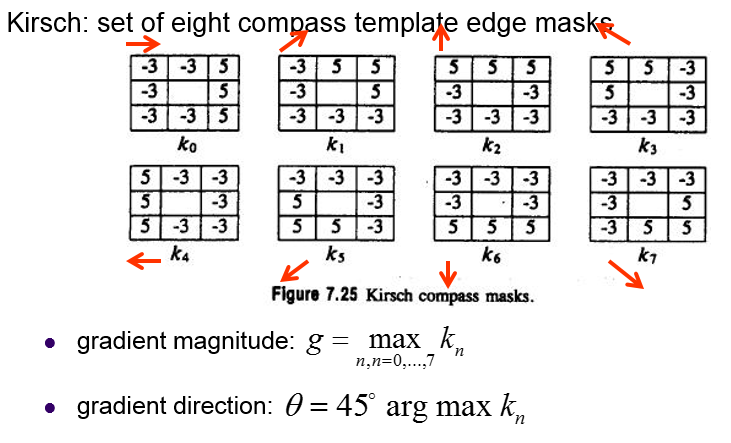 Kirsch: set of eight compass template edge masks
-3 -3 5 -3 5 5 5 5 5 5 5 -3
-3 5 -3 5 -3 -3 5 -3
-3 -3 5 -3 -3 -3 -3 -3 -3 -3 -3 -3
k0 k1 k2 k3
5 -3 -3 -3 -3 -3 -3 -3 -3 -3 -3 -3
5 -3 5 -3 -3 -3 -3 5
5 -3 -3 5 5 -3 5 5 5 -3 5 5
k4 k5 k6 k7
Figure 7.25 Kirsch compass masks.
• gradient magnitude: g = max kn
n,n=0,...,7
• gradient direction: θ = 45° arg max kn